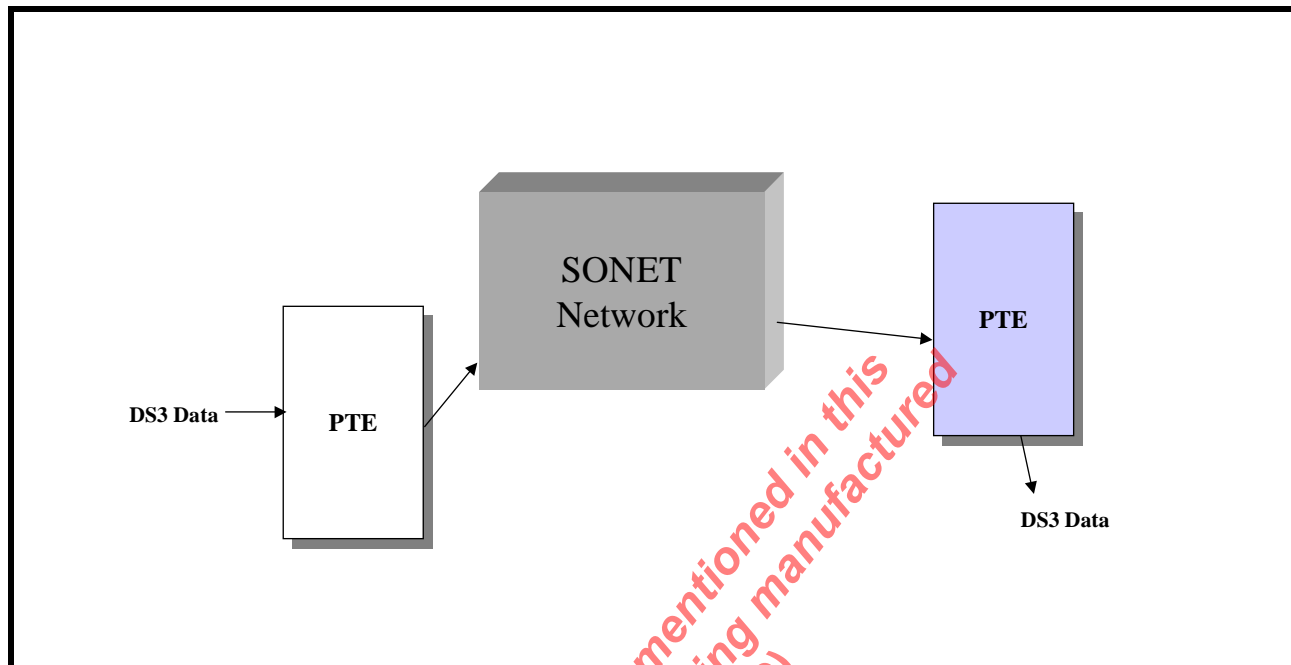 SONET
Network
PTE
DS3 Data
PTE
DS3 Data
mentioned in this
ing manufactured